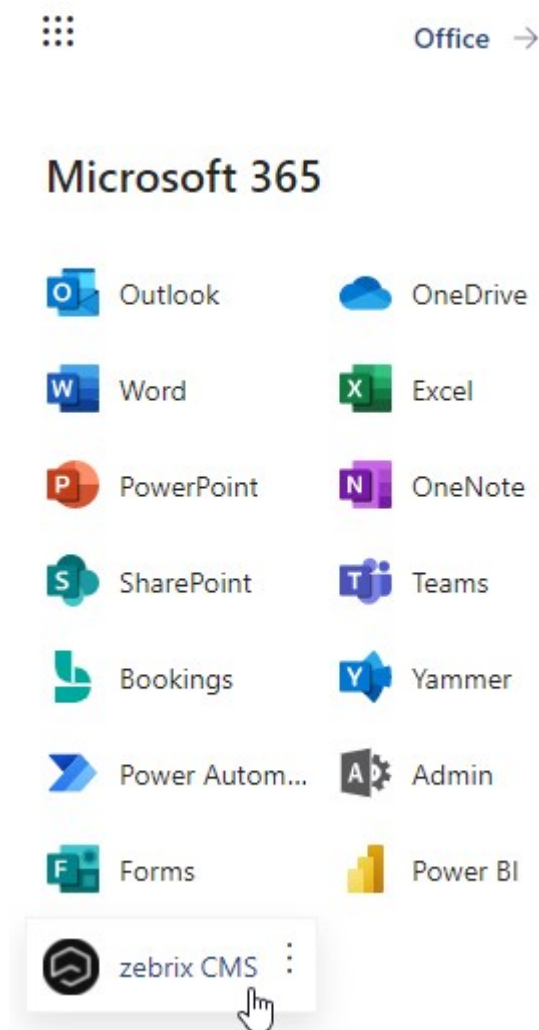 Office →
Microsoft 365
Outlook OneDrive
Word Excel
PowerPoint OneNote
SharePoint Teams
Bookings Yammer
Power Autom... Admin
Forms Power BI
zebrix CMS